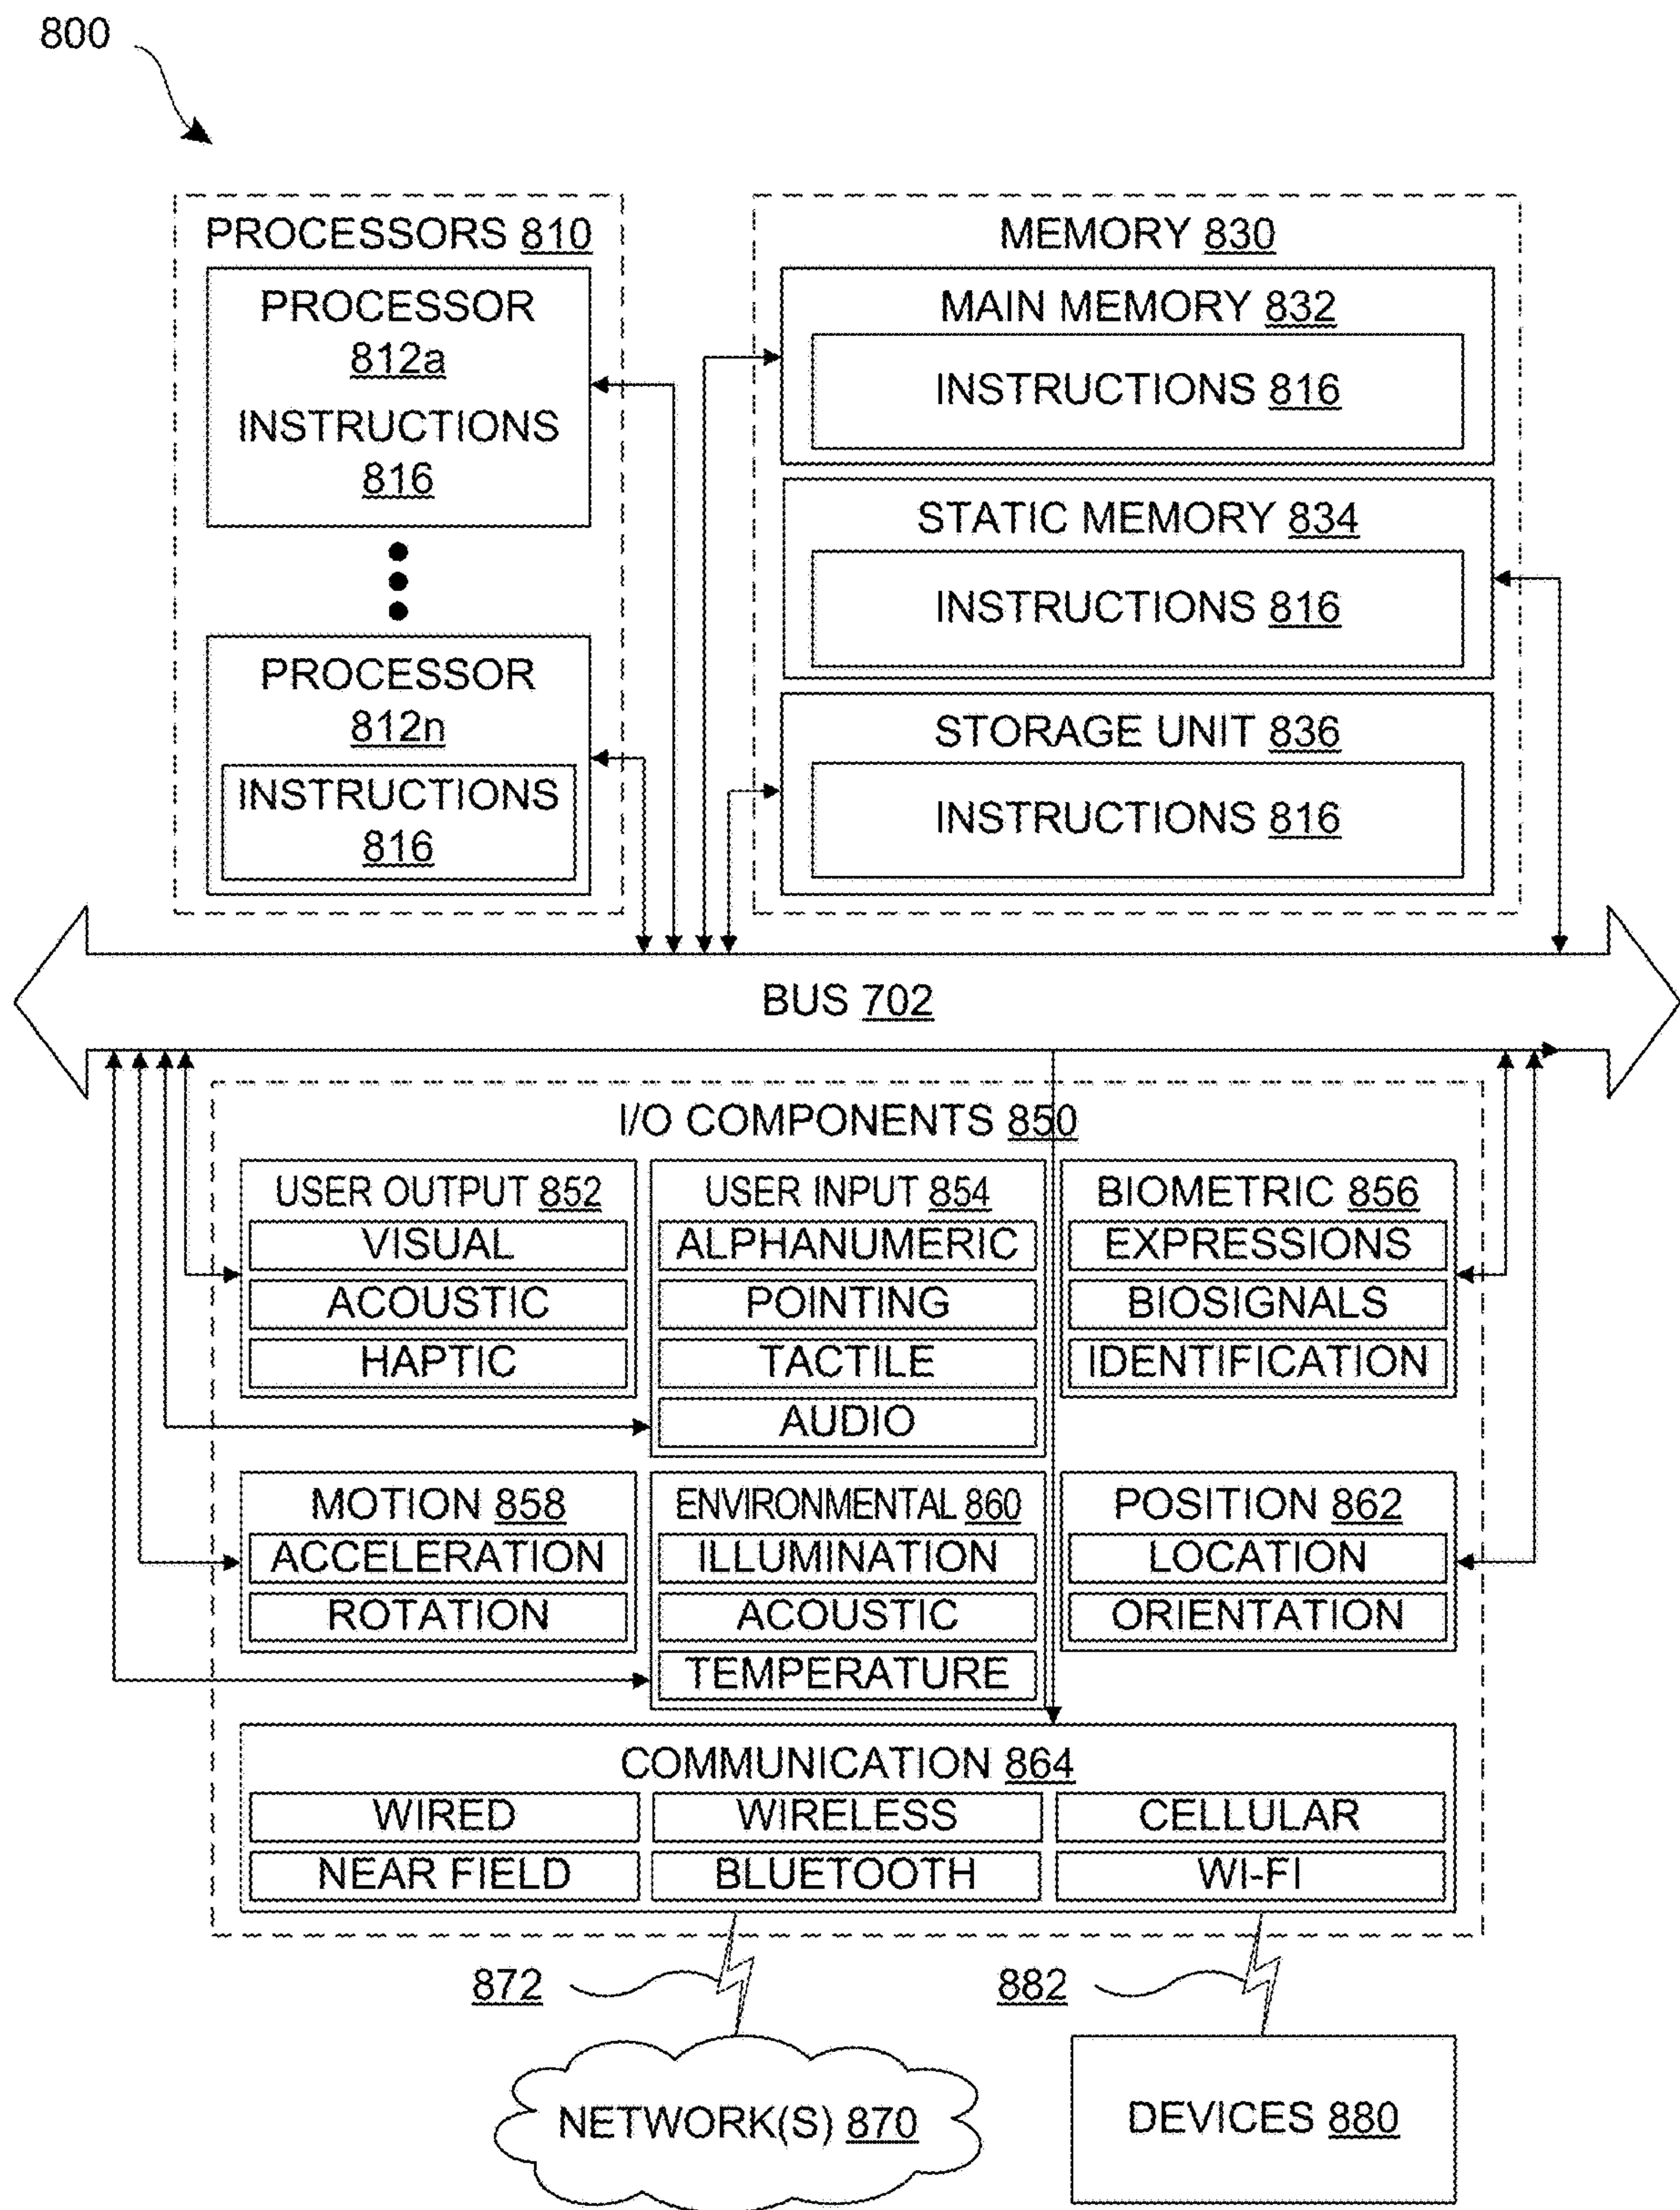 800
PROCESSORS 810
PROCESSOR
812a
INSTRUCTIONS
816
PROCESSOR
812n
INSTRUCTIONS
816
MEMORY 830
MAIN MEMORY 832
INSTRUCTIONS 816
STATIC MEMORY 834
INSTRUCTIONS 816
STORAGE UNIT 836
INSTRUCTIONS 816
BUS 702
I/O COMPONENTS 850
USER OUTPUT 852
VISUAL
ACOUSTIC
HAPTIC
USER INPUT 854
ALPHANUMERIC
POINTING
TACTILE
AUDIO
BIOMETRIC 856
EXPRESSIONS
BIOSIGNALS
IDENTIFICATION
MOTION 858
ACCELERATION
ROTATION
ENVIRONMENTAL 860
ILLUMINATION
ACOUSTIC
TEMPERATURE
POSITION 862
LOCATION
ORIENTATION
COMMUNICATION 864
WIRED
WIRELESS
CELLULAR
NEAR FIELD
BLUETOOTH
WI-FI
872
882
NETWORK(S) 870
DEVICES 880